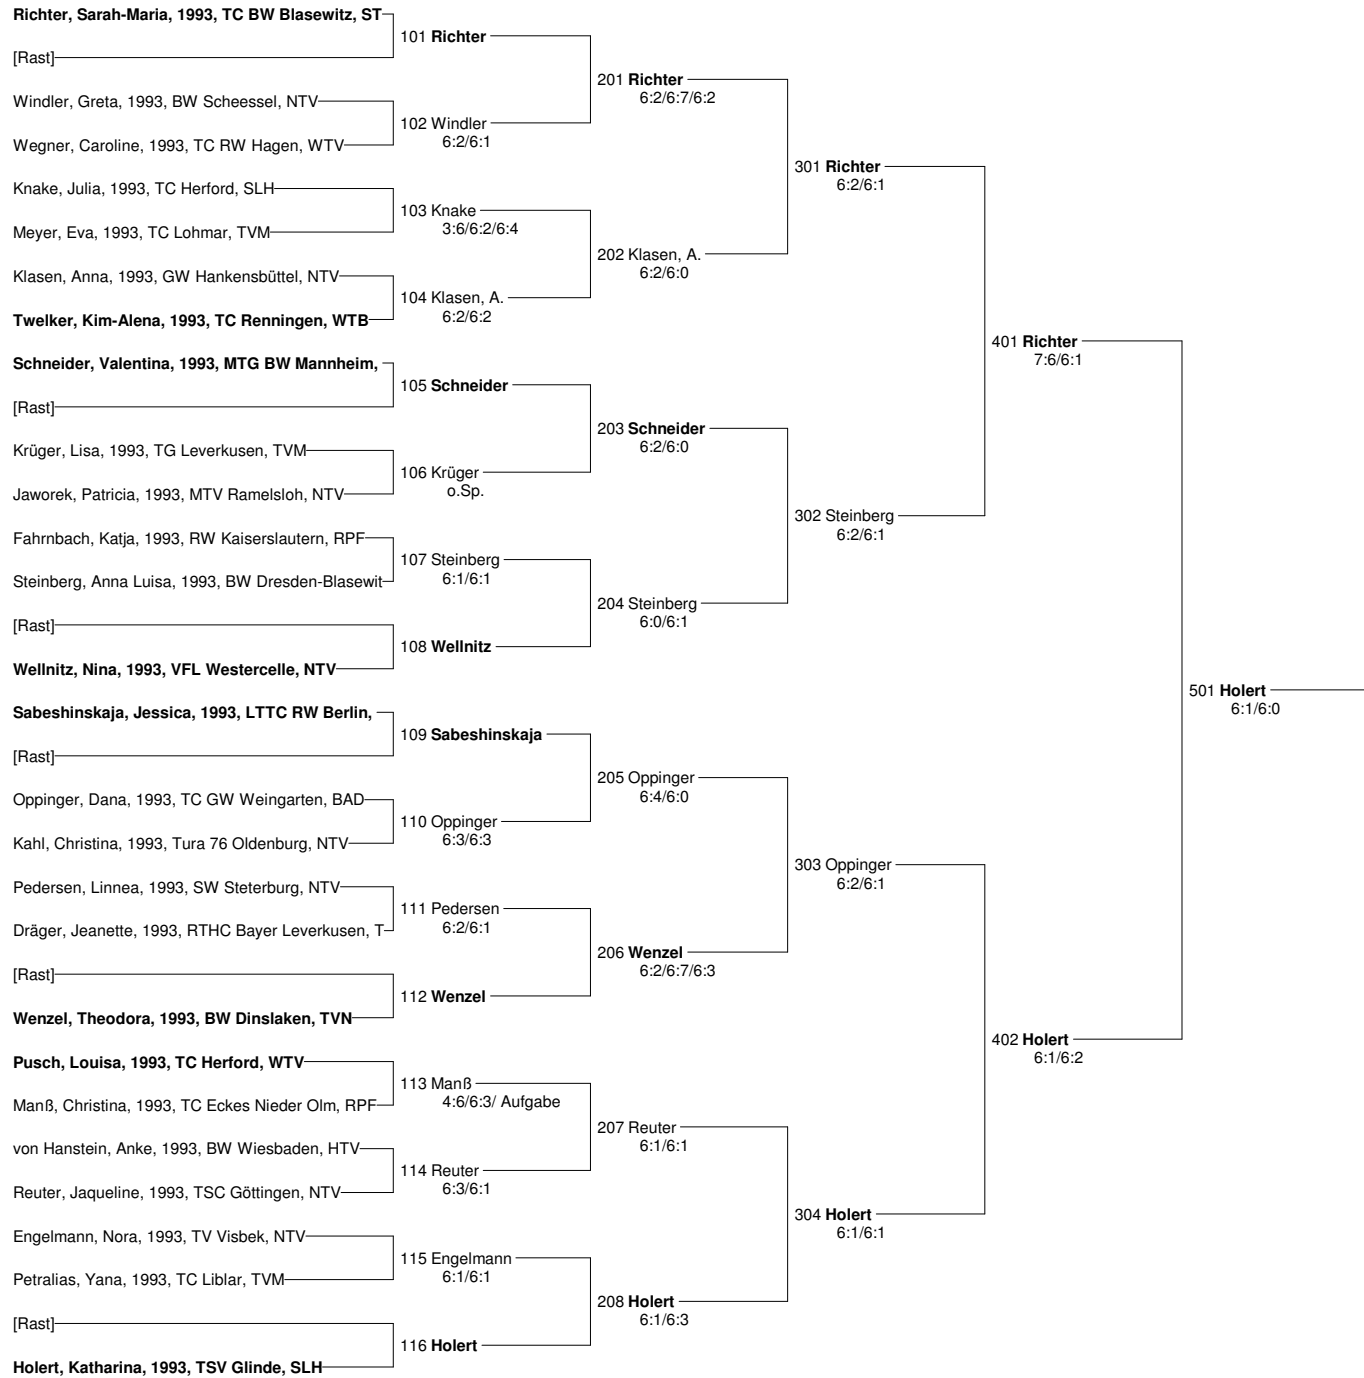 Richter, Sarah-Maria, 1993, TC BW Blasewitz, ST
101 Richter
[Rast]
201 Richter
6:2/6:7/6:2
Windler, Greta, 1993, BW Scheessel, NTV
102 Windler
6:2/6:1
Wegner, Caroline, 1993, TC RW Hagen, WTV
301 Richter
6:2/6:1
Knake, Julia, 1993, TC Herford, SLH
103 Knake
3:6/6:2/6:4
Meyer, Eva, 1993, TC Lohmar, TVM
202 Klasen, A.
6:2/6:0
Klasen, Anna, 1993, GW Hankensbüttel, NTV
104 Klasen, A.
6:2/6:2
Twelker, Kim-Alena, 1993, TC Renningen, WTB
401 Richter
7:6/6:1
Schneider, Valentina, 1993, MTG BW Mannheim,
105 Schneider
[Rast]
203 Schneider
6:2/6:0
Krüger, Lisa, 1993, TG Leverkusen, TVM
106 Krüger
o.Sp.
Jaworek, Patricia, 1993, MTV Ramelsloh, NTV
302 Steinberg
6:2/6:1
Fahrnbach, Katja, 1993, RW Kaiserslautern, RPF
107 Steinberg
6:1/6:1
Steinberg, Anna Luisa, 1993, BW Dresden-Blasewit
204 Steinberg
6:0/6:1
[Rast]
108 Wellnitz
Wellnitz, Nina, 1993, VFL Westercelle, NTV
501 Holert
6:1/6:0
Sabeshinskaja, Jessica, 1993, LTTC RW Berlin,
109 Sabeshinskaja
[Rast]
205 Oppinger
6:4/6:0
Oppinger, Dana, 1993, TC GW Weingarten, BAD
110 Oppinger
6:3/6:3
Kahl, Christina, 1993, Tura 76 Oldenburg, NTV
303 Oppinger
6:2/6:1
Pedersen, Linnea, 1993, SW Steterburg, NTV
111 Pedersen
6:2/6:1
Dräger, Jeanette, 1993, RTHC Bayer Leverkusen, T
206 Wenzel
6:2/6:7/6:3
[Rast]
112 Wenzel
Wenzel, Theodora, 1993, BW Dinslaken, TVN
402 Holert
6:1/6:2
Pusch, Louisa, 1993, TC Herford, WTV
113 Manß
4:6/6:3/ Aufgabe
Manß, Christina, 1993, TC Eckes Nieder Olm, RPF
207 Reuter
6:1/6:1
von Hanstein, Anke, 1993, BW Wiesbaden, HTV
114 Reuter
6:3/6:1
Reuter, Jaqueline, 1993, TSC Göttingen, NTV
304 Holert
6:1/6:1
Engelmann, Nora, 1993, TV Visbek, NTV
115 Engelmann
6:1/6:1
Petralias, Yana, 1993, TC Liblar, TVM
208 Holert
6:1/6:3
[Rast]
116 Holert
Holert, Katharina, 1993, TSV Glinde, SLH